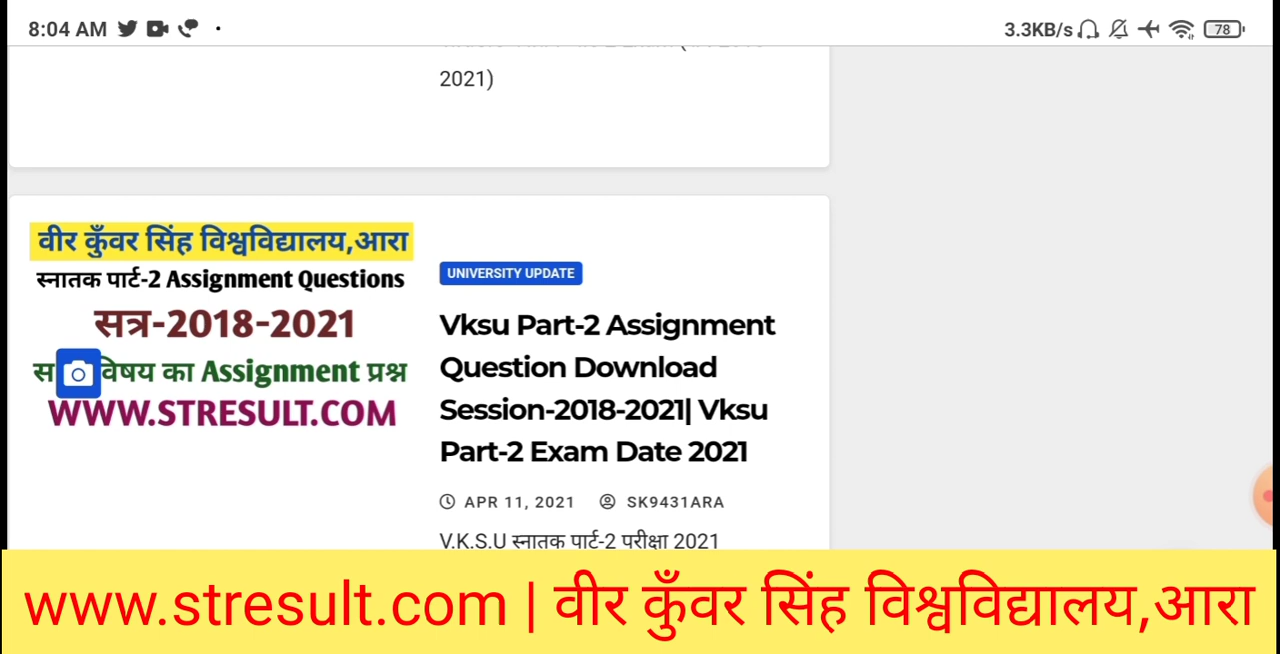 8:04 AM
3.3KB/s 78
2021)
वीर कुँवर सिंह विश्वविद्यालय,आरा
स्नातक पार्ट-2 Assignment Questions
सत्र-2018-2021
विषय का Assignment प्रश्न
WWW.STRESULT.COM
UNIVERSITY UPDATE
Vksu Part-2 Assignment
Question Download
Session-2018-2021| Vksu
Part-2 Exam Date 2021
APR 11, 2021 SK9431ARA
V.K.S.U स्नातक पार्ट-2 परीक्षा 2021
www.stresult.com | वीर कुँवर सिंह विश्वविद्यालय,आरा